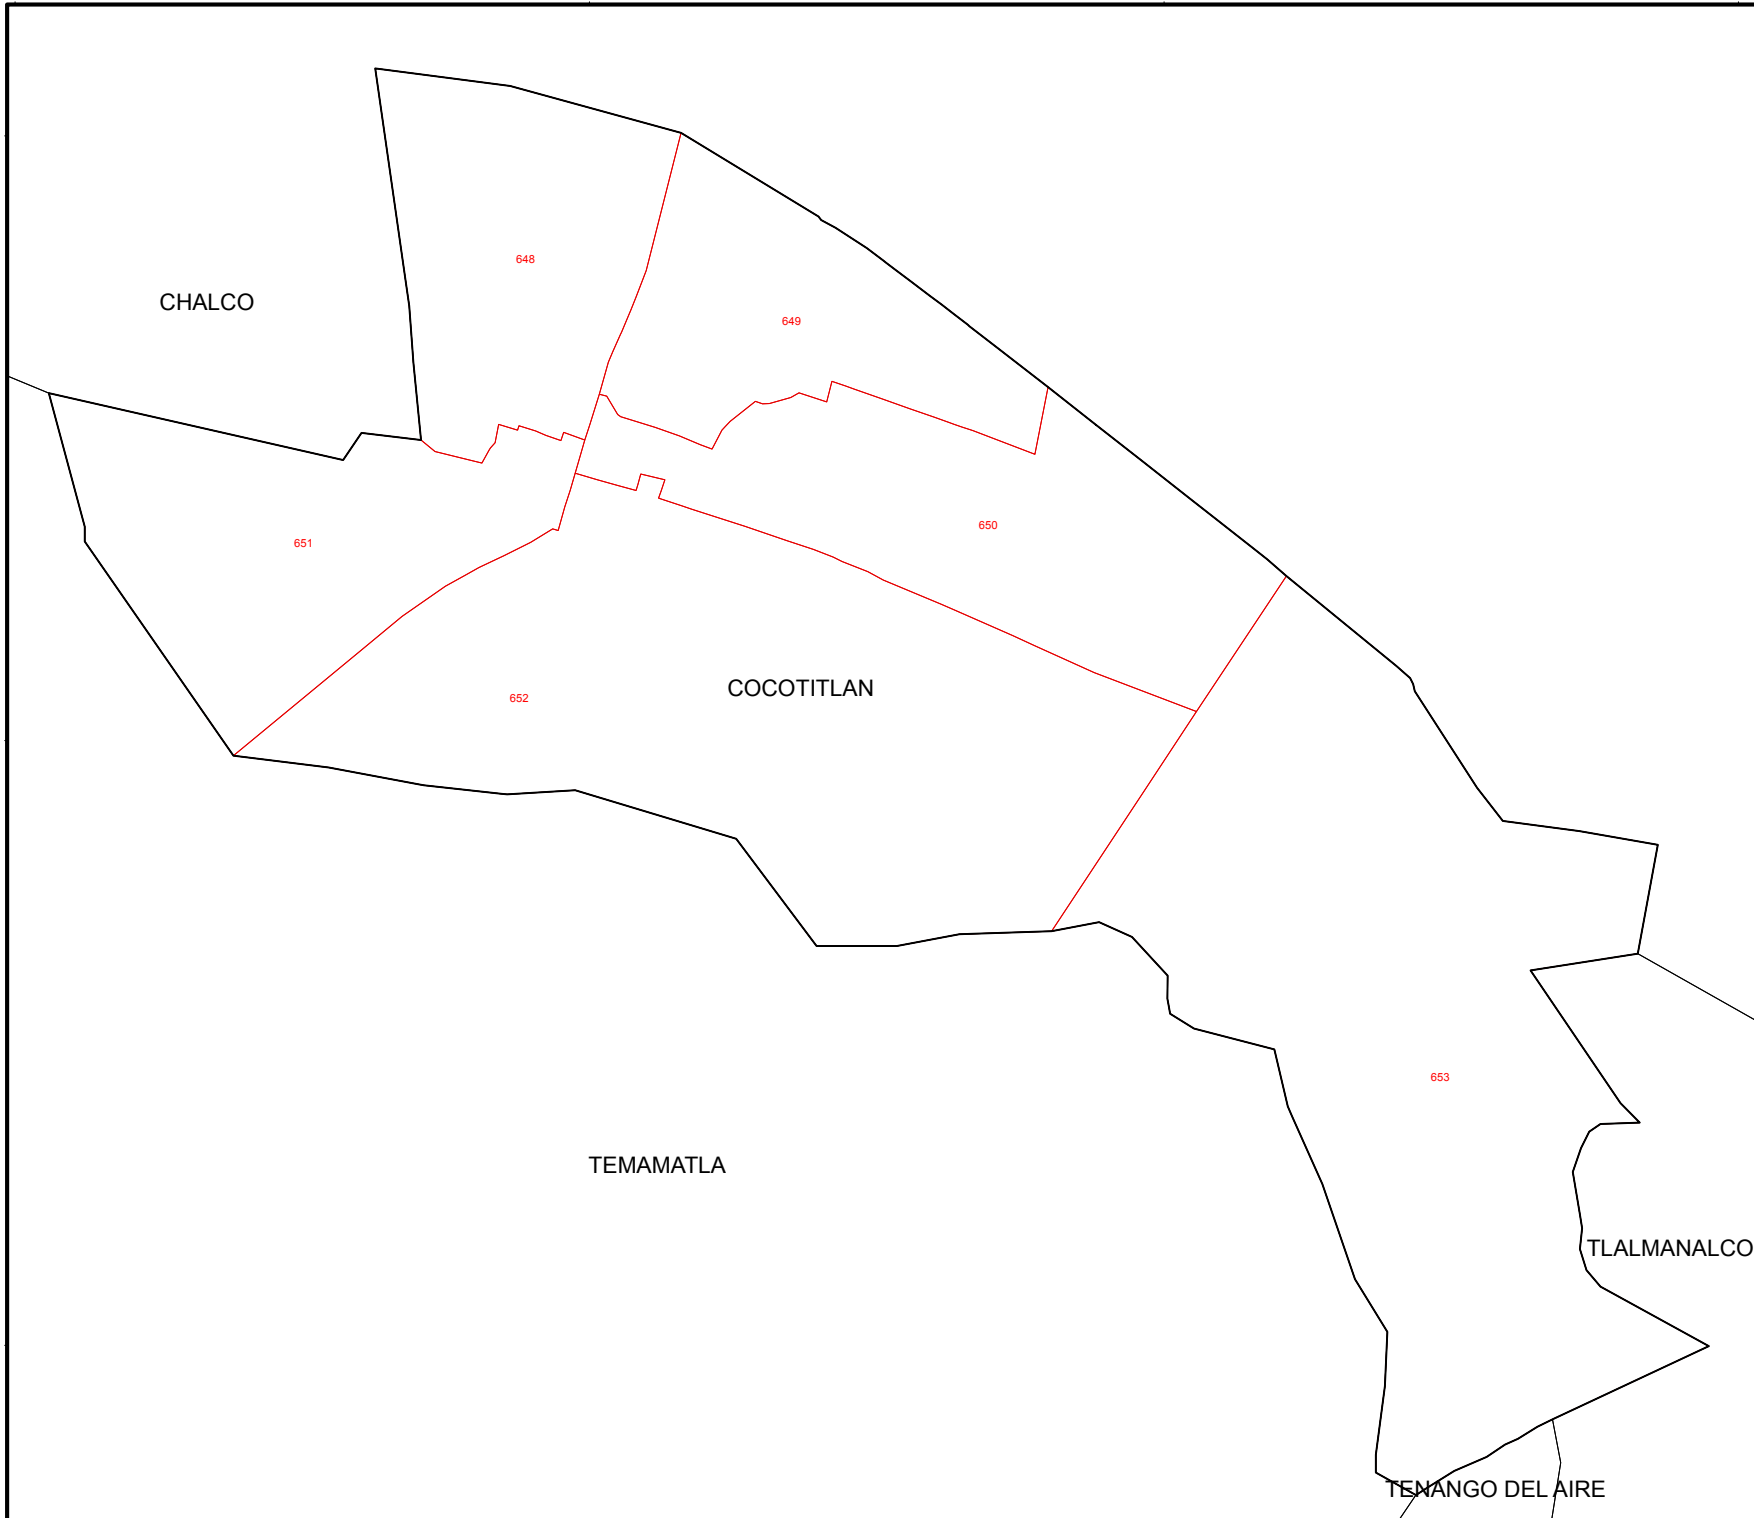 648
CHALCO
649
650
651
COCOTITLAN
652
653
TEMAMATLA
TLALMANALCO
TENANGO DEL AIRE